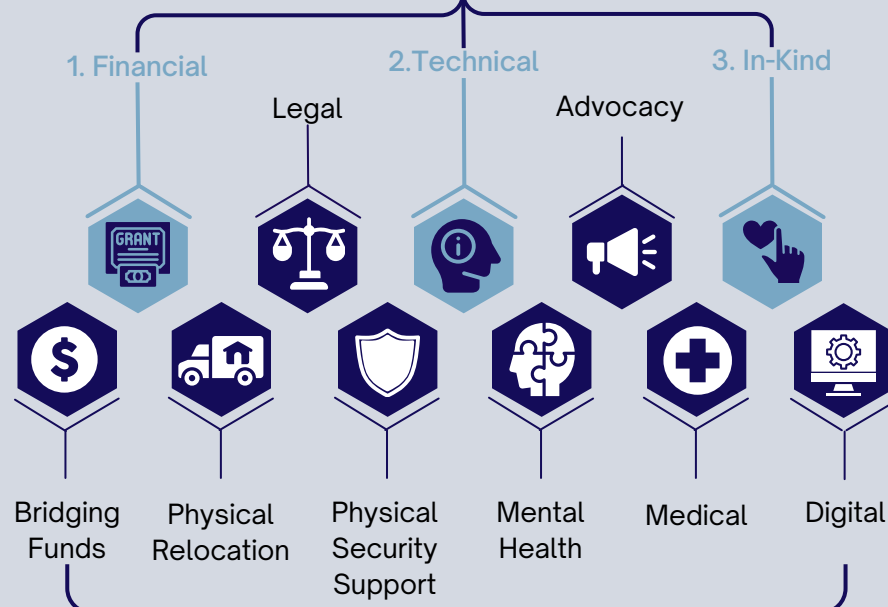 1. Financial
2.Technical
3. In-Kind
Legal
Advocacy
GRANT
$
i
Bridging
Funds
Physical
Relocation
Physical
Security
Support
Mental
Health
Medical
Digital